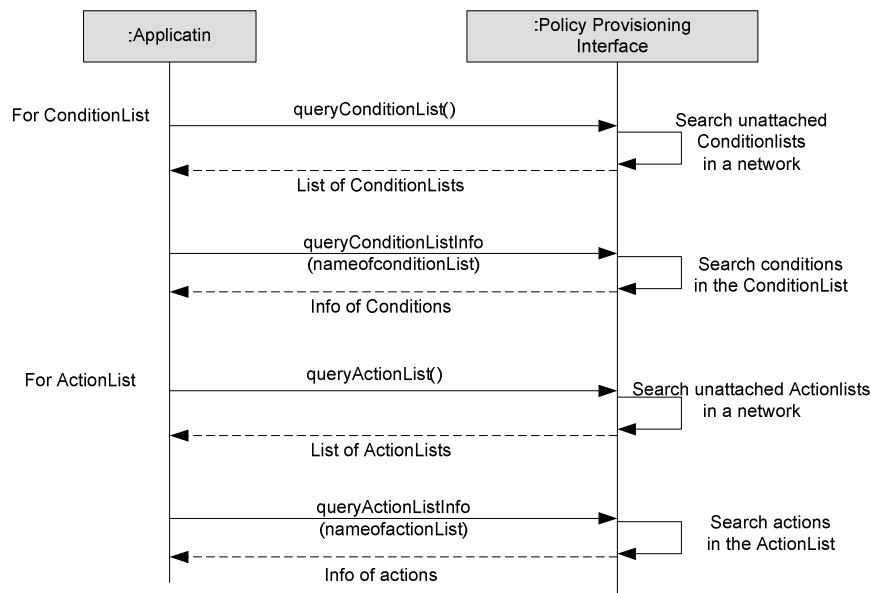 :Applicatin
:Policy Provisioning
Interface
For ConditionList
queryConditionList()
Search unattached
Conditionlists
in a network
List of ConditionLists
queryConditionListInfo
(nameofconditionList)
Search conditions
in the ConditionList
Info of Conditions
For ActionList
queryActionList()
Search unattached Actionlists
in a network
List of ActionLists
queryActionListInfo
(nameofactionList)
Search actions
in the ActionList
Info of actions